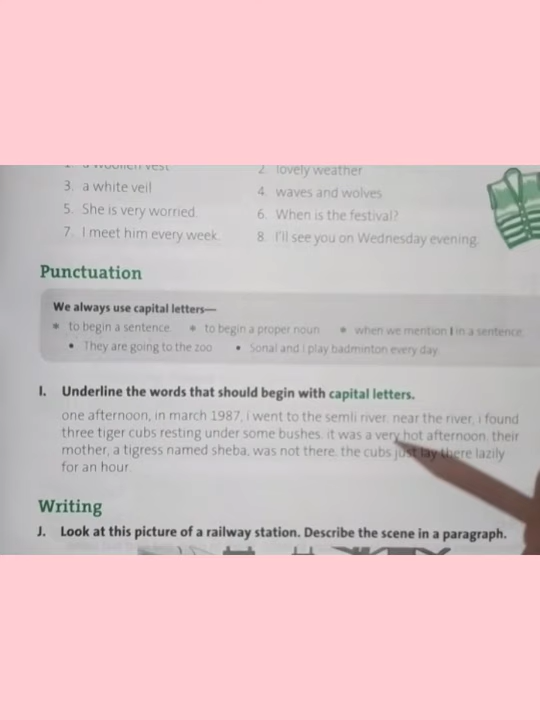 2. lovely weather
3. a white veil
4. waves and wolves
5. She is very worried.
6. When is the festival?
7. I meet him every week.
8. I'll see you on Wednesday evening.
Punctuation
We always use capital letters—
• to begin a sentence. • to begin a proper noun • when we mention I in a sentence.
• They are going to the zoo • Sonal and I play badminton every day.
I. Underline the words that should begin with capital letters.
one afternoon, in march 1987, i went to the semli river. near the river, i found
three tiger cubs resting under some bushes. it was a very hot afternoon. their
mother, a tigress named sheba, was not there. the cubs just lay there lazily
for an hour.
Writing
J. Look at this picture of a railway station. Describe the scene in a paragraph.